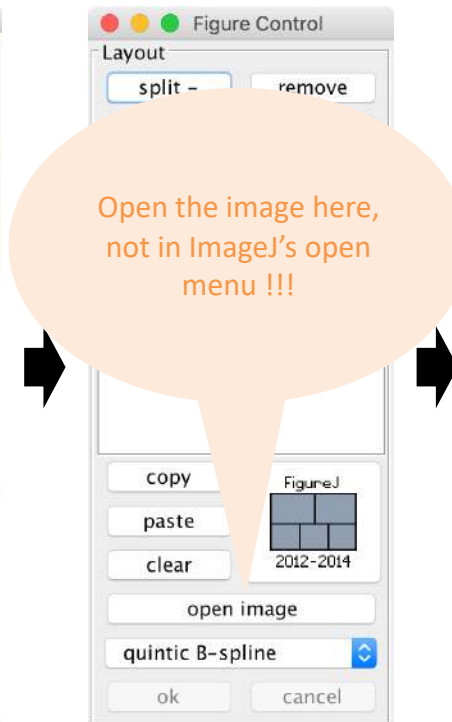 Figure Control
Layout
split -
remove
Open the image here,
not in ImageJ's open
menu !!!
copy
FigureJ
paste
clear
2012-2014
open image
quintic B-spline
ok
cancel